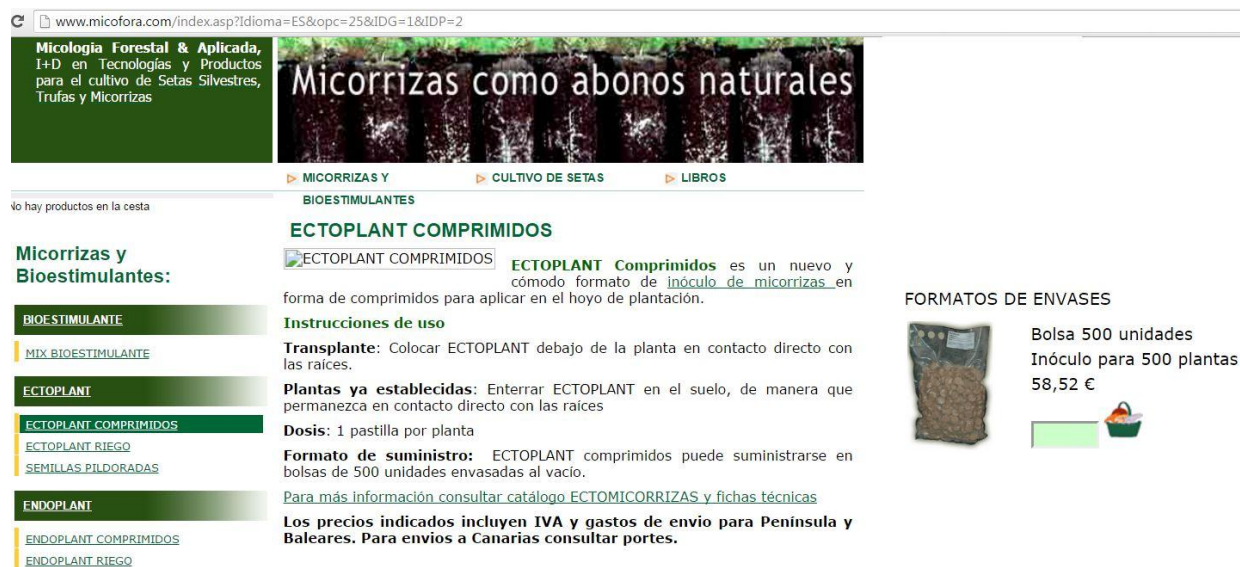 www.micofora.com/index.asp?Idioma=ES&opc=25&IDG=1&IDP=2
Micologia Forestal & Aplicada,
I+D en Tecnologías y Productos
para el cultivo de Setas Silvestres,
Trufas y Micorrizas
Micorrizas como abonos naturales
MICORRIZAS Y
BIOESTIMULANTES
CULTIVO DE SETAS
LIBROS
No hay productos en la cesta
Micorrizas y
Bioestimulantes:
BIOESTIMULANTE
MIX BIOESTIMULANTE
ECTOPLANT
ECTOPLANT COMPRIMIDOS
ECTOPLANT RIEGO
SEMILLAS PILDORADAS
ENDOPLANT
ENDOPLANT COMPRIMIDOS
ENDOPLANT RIEGO
ECTOPLANT COMPRIMIDOS
ECTOPLANT COMPRIMIDOS
ECTOPLANT Comprimidos es un nuevo y
cómodo formato de inóculo de micorrizas en
forma de comprimidos para aplicar en el hoyo de plantación.
Instrucciones de uso
Transplante: Colocar ECTOPLANT debajo de la planta en contacto directo con
las raíces.
Plantas ya establecidas: Enterrar ECTOPLANT en el suelo, de manera que
permanezca en contacto directo con las raíces
Dosis: 1 pastilla por planta
Formato de suministro: ECTOPLANT comprimidos puede suministrarse en
bolsas de 500 unidades envasadas al vacío.
Para más información consultar catálogo ECTOMICORRIZAS y fichas técnicas
Los precios indicados incluyen IVA y gastos de envio para Península y
Baleares. Para envios a Canarias consultar portes.
FORMATOS DE ENVASES
Bolsa 500 unidades
Inóculo para 500 plantas
58,52 €